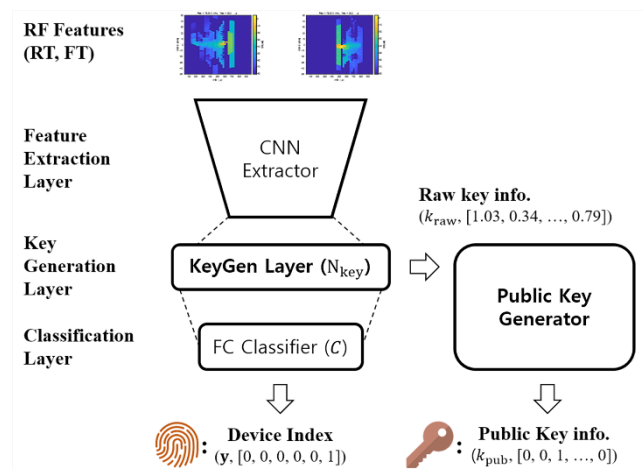 RF Features
(RT, FT)
Feature
Extraction
Layer
CNN
Extractor
Raw key info.
(k_raw, [1.03, 0.34, …, 0.79])
Key
Generation
Layer
KeyGen Layer (N_key)
Public Key
Generator
Classification
Layer
FC Classifier (C)
: Device Index
(y, [0, 0, 0, 0, 0, 1])
: Public Key info.
(k_pub, [0, 0, 1, …, 0])